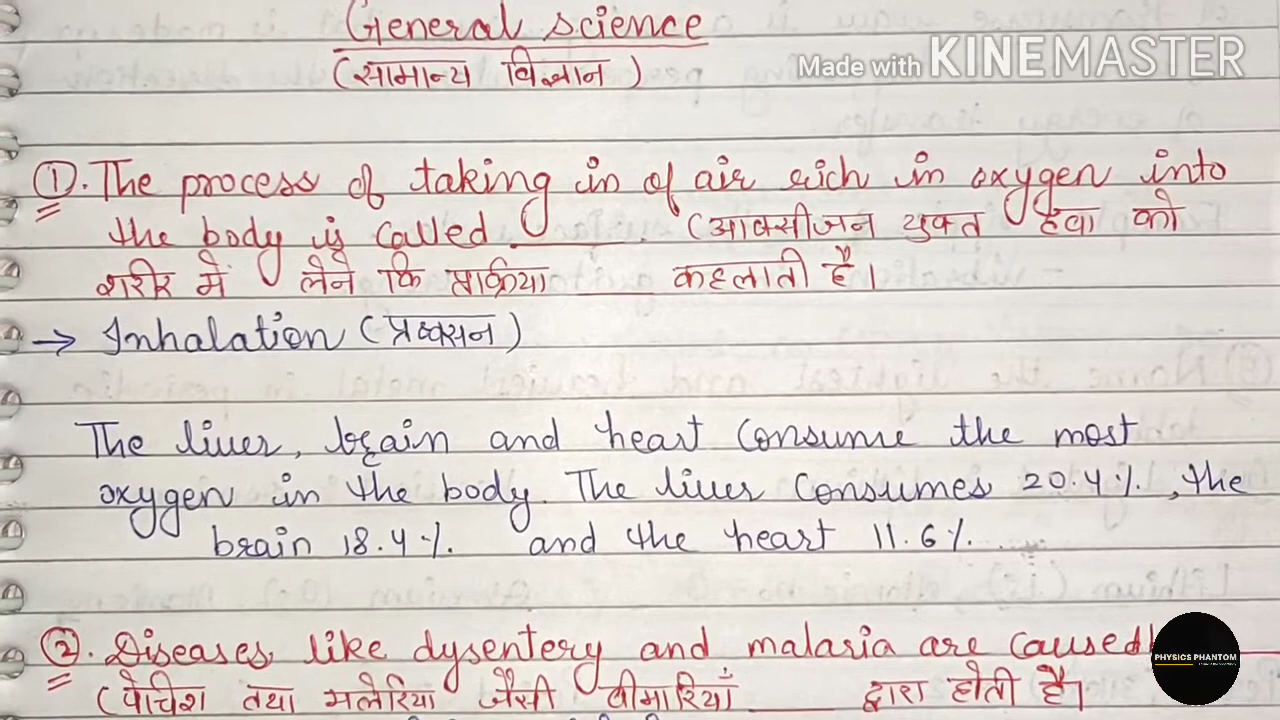 General science
(सामान्य विज्ञान)
Made with KINEMASTER
①. The process of taking in of air rich in oxygen into
the body is called ______. (आक्सीजन युक्त हवा को
शरीर में लेने कि प्रक्रिया ____ कहलाती है।
→ Inhalation (प्रश्वसन)
The liver, brain and heart consume the most
oxygen in the body. The liver consumes 20.4%, the
brain 18.4% and the heart 11.6%.
②. Diseases like dysentery and malaria are caused
PHYSICS PHANTOM
(पेचिश तथा मलेरिया जैसी बीमारियाँ ____ द्वारा होती है।